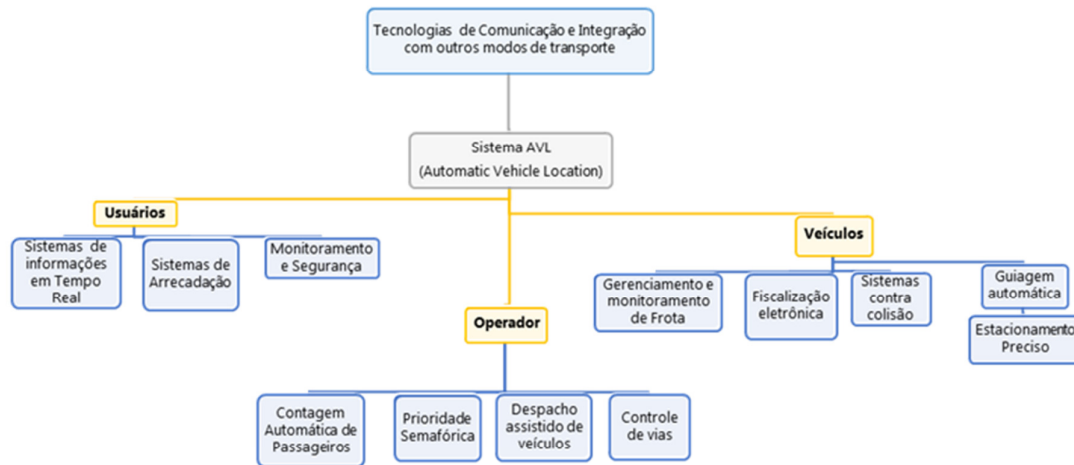 Tecnologias de Comunicação e Integração
com outros modos de transporte
Sistema AVL
(Automatic Vehicle Location)
Usuários
Sistemas de
informações
em Tempo
Real
Sistemas de
Arrecadação
Monitoramento
e Segurança
Operador
Contagem
Automática de
Passageiros
Prioridade
Semafórica
Despacho
assistido de
veículos
Controle
de vias
Veículos
Gerenciamento e
monitoramento
de Frota
Fiscalização
eletrônica
Sistemas
contra
colisão
Guiagem
automática
Estacionamento
Preciso